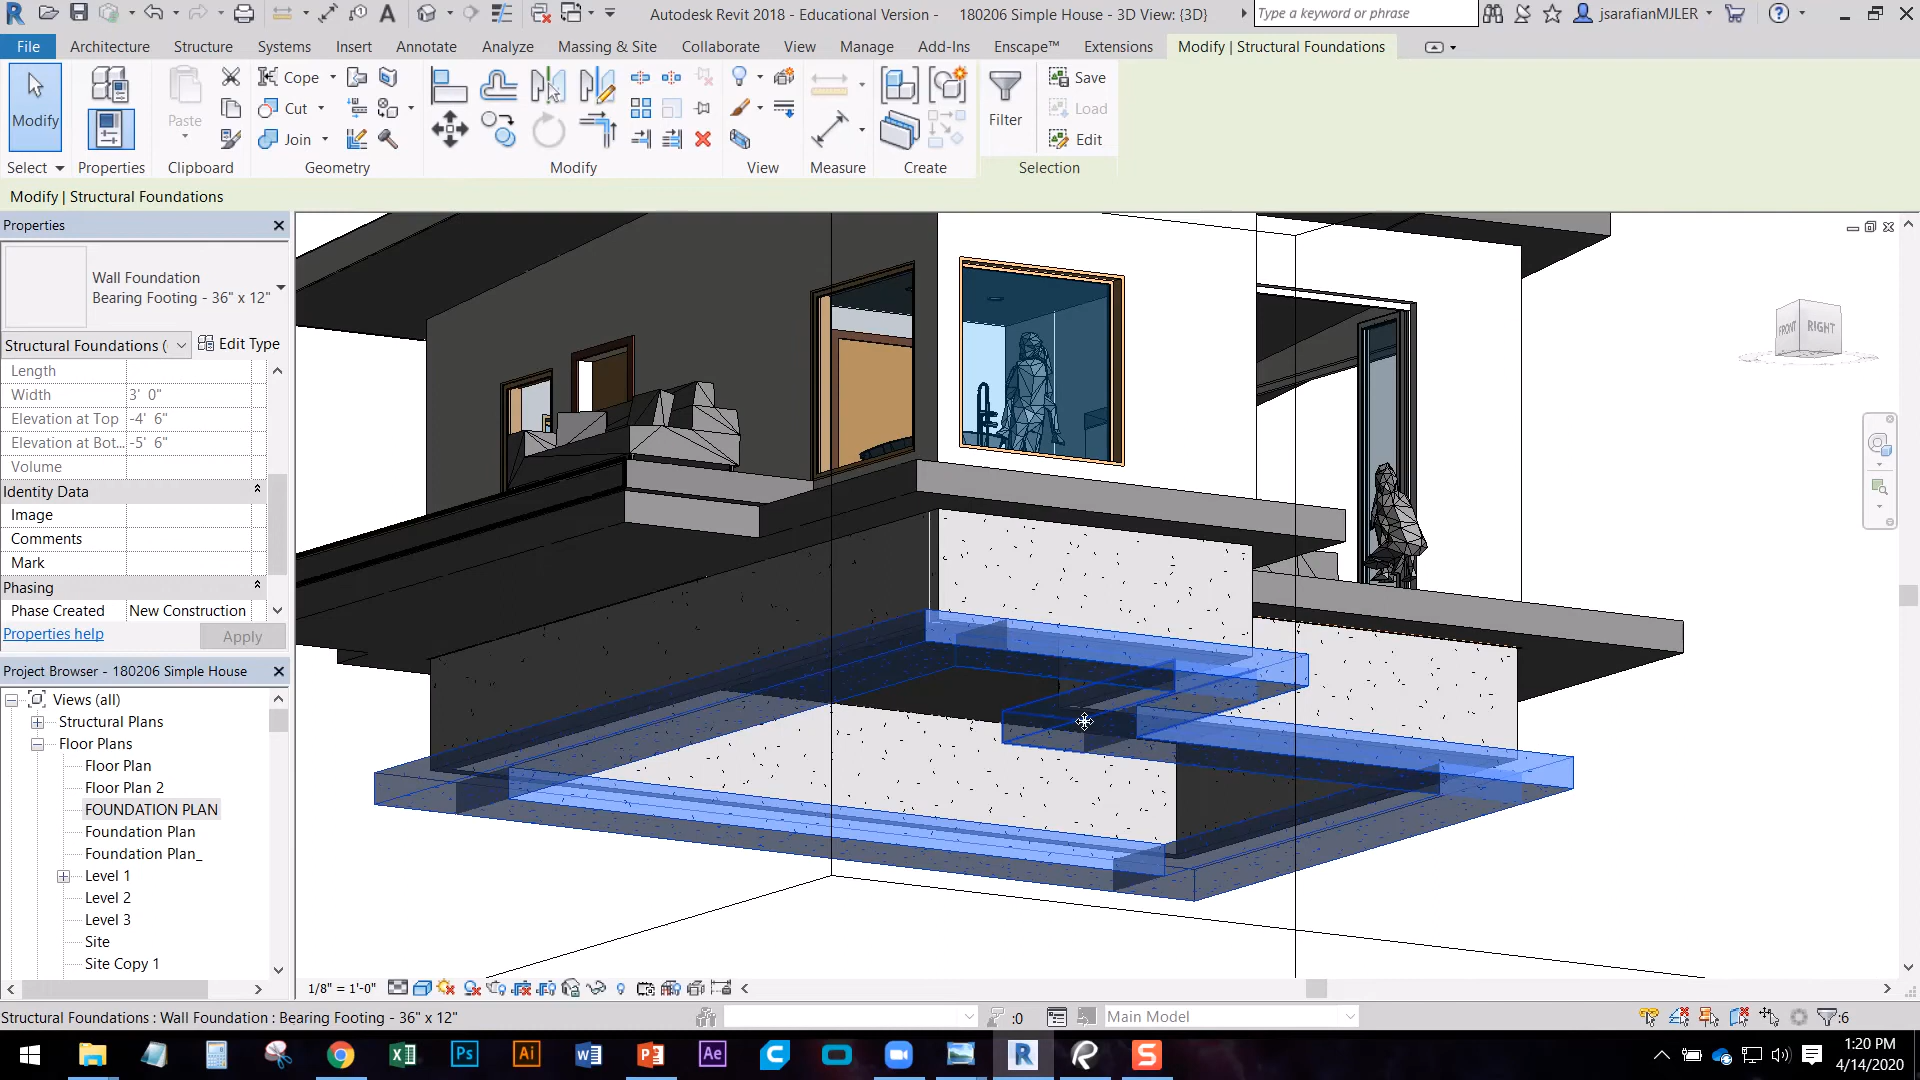 Autodesk Revit 2018 - Educational Version - 180206 Simple House - 3D View: {3D}
Type a keyword or phrase
jsarafianMJLER
File Architecture Structure Systems Insert Annotate Analyze Massing & Site Collaborate View Manage Add-Ins Enscape™ Extensions Modify | Structural Foundations
Modify
Paste
Cope
Cut
Join
Filter
Save
Load
Edit
Select Properties Clipboard Geometry Modify View Measure Create Selection
Modify | Structural Foundations
Properties
Wall Foundation
Bearing Footing - 36" x 12"
Structural Foundations (
Edit Type
Length
Width 3' 0"
Elevation at Top -4' 6"
Elevation at Bot... -5' 6"
Volume
Identity Data
Image
Comments
Mark
Phasing
Phase Created New Construction
Properties help
Apply
FRONT
RIGHT
Project Browser - 180206 Simple House
Views (all)
Structural Plans
Floor Plans
Floor Plan
Floor Plan 2
FOUNDATION PLAN
Foundation Plan
Foundation Plan_
Level 1
Level 2
Level 3
Site
Site Copy 1
1/8" = 1'-0"
Structural Foundations : Wall Foundation : Bearing Footing - 36" x 12"
:0
Main Model
:6
Ps
Ai
Ae
R
S
1:20 PM
4/14/2020